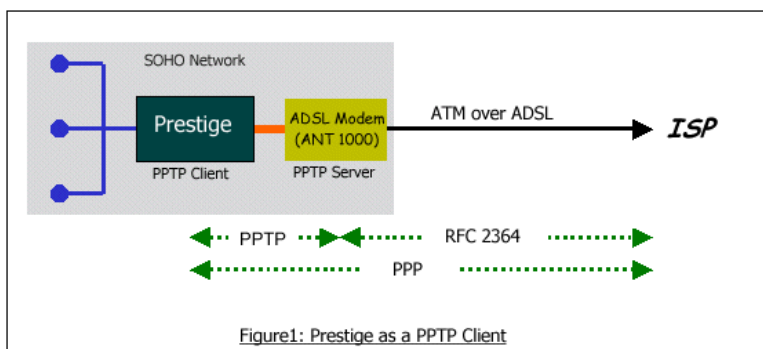 SOHO Network
Prestige
ADSL Modem
(ANT 1000)
ATM over ADSL
ISP
PPTP Client
PPTP Server
PPTP
RFC 2364
PPP
Figure1: Prestige as a PPTP Client